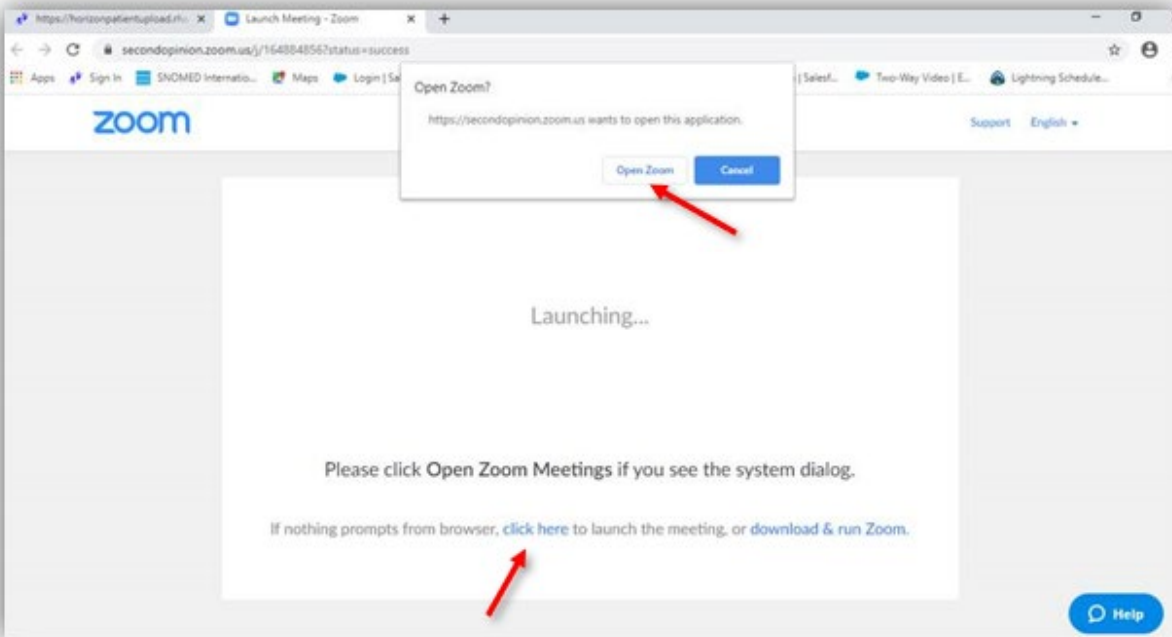 https://horizonpatientupload.rh
Launch Meeting - Zoom
secondopinion.zoom.us/j/164884856?status=success
Apps Sign In SNOMED Internatio... Maps Login | Sal | Salesf... Two-Way Video | E... Lightning Schedule...
Open Zoom?
https://secondopinion.zoom.us wants to open this application.
Open Zoom Cancel
zoom
Support English
Launching...
Please click Open Zoom Meetings if you see the system dialog.
If nothing prompts from browser, click here to launch the meeting, or download & run Zoom.
Help